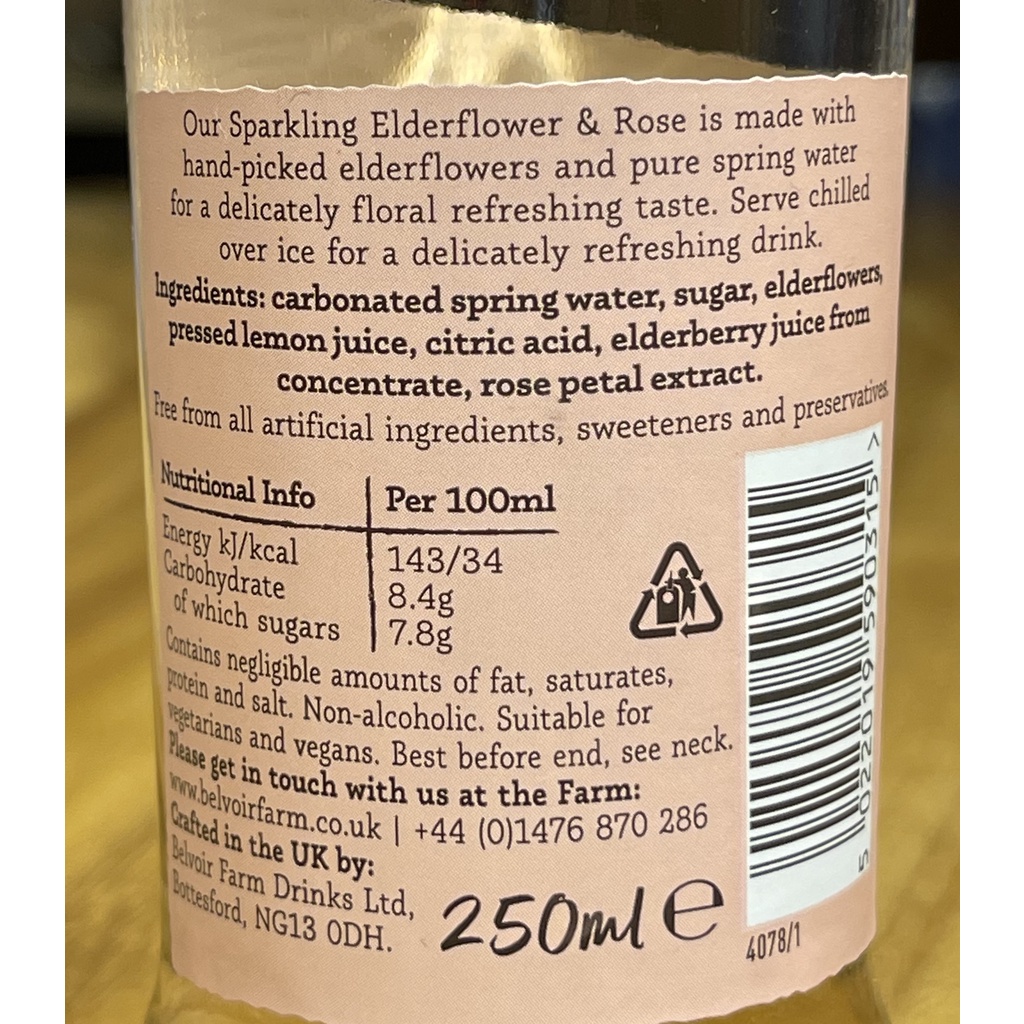 Our Sparkling Elderflower & Rose is made with
hand-picked elderflowers and pure spring water
for a delicately floral refreshing taste. Serve chilled
over ice for a delicately refreshing drink.
Ingredients: carbonated spring water, sugar, elderflowers,
pressed lemon juice, citric acid, elderberry juice from
concentrate, rose petal extract.
Free from all artificial ingredients, sweeteners and preservatives.
Nutritional Info Per 100ml
Energy kJ/kcal 143/34
Carbohydrate 8.4g
of which sugars 7.8g
Contains negligible amounts of fat, saturates,
protein and salt. Non-alcoholic. Suitable for
vegetarians and vegans. Best before end, see neck.
Please get in touch with us at the Farm:
www.belvoirfarm.co.uk | +44 (0)1476 870 286
Crafted in the UK by:
Belvoir Farm Drinks Ltd,
Bottesford, NG13 0DH.
250ml e
5 022019 590315 >
4078/1